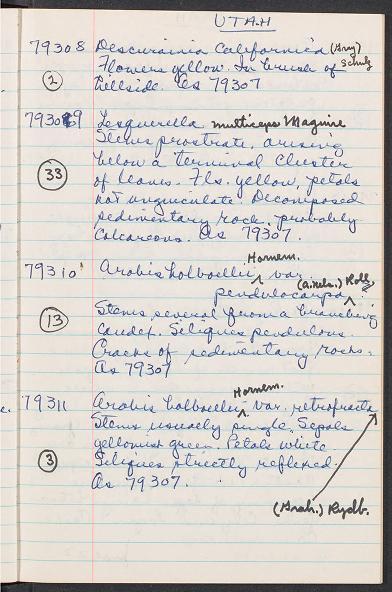 UTAH
79308 Descurainia Californica (Gray) Schulz
Flowers yellow. In brush of
(2) hillside. As 79307
79309 Lesquerella multiceps Maguire
Stems prostrate, arising
below a terminal cluster
(33) of leaves. Fls. yellow, petals
not unguiculate. Decomposed
sedimentary rock, probably
calcareous. As 79307.
79310 Arabis holboellii Hornem. var.
pendulocarpa (A. Nels.) Roll.
Stems several from a branching
(13) caudex. Siliques pendulous.
Cracks of sedimentary rocks.
As 79307
79311 Arabis holboellii Hornem. var. retrofracta (Grah.) Rydb.
Stems usually single. Sepals
yellowish green. Petals white
(3) Siliques strictly reflexed.
As 79307.